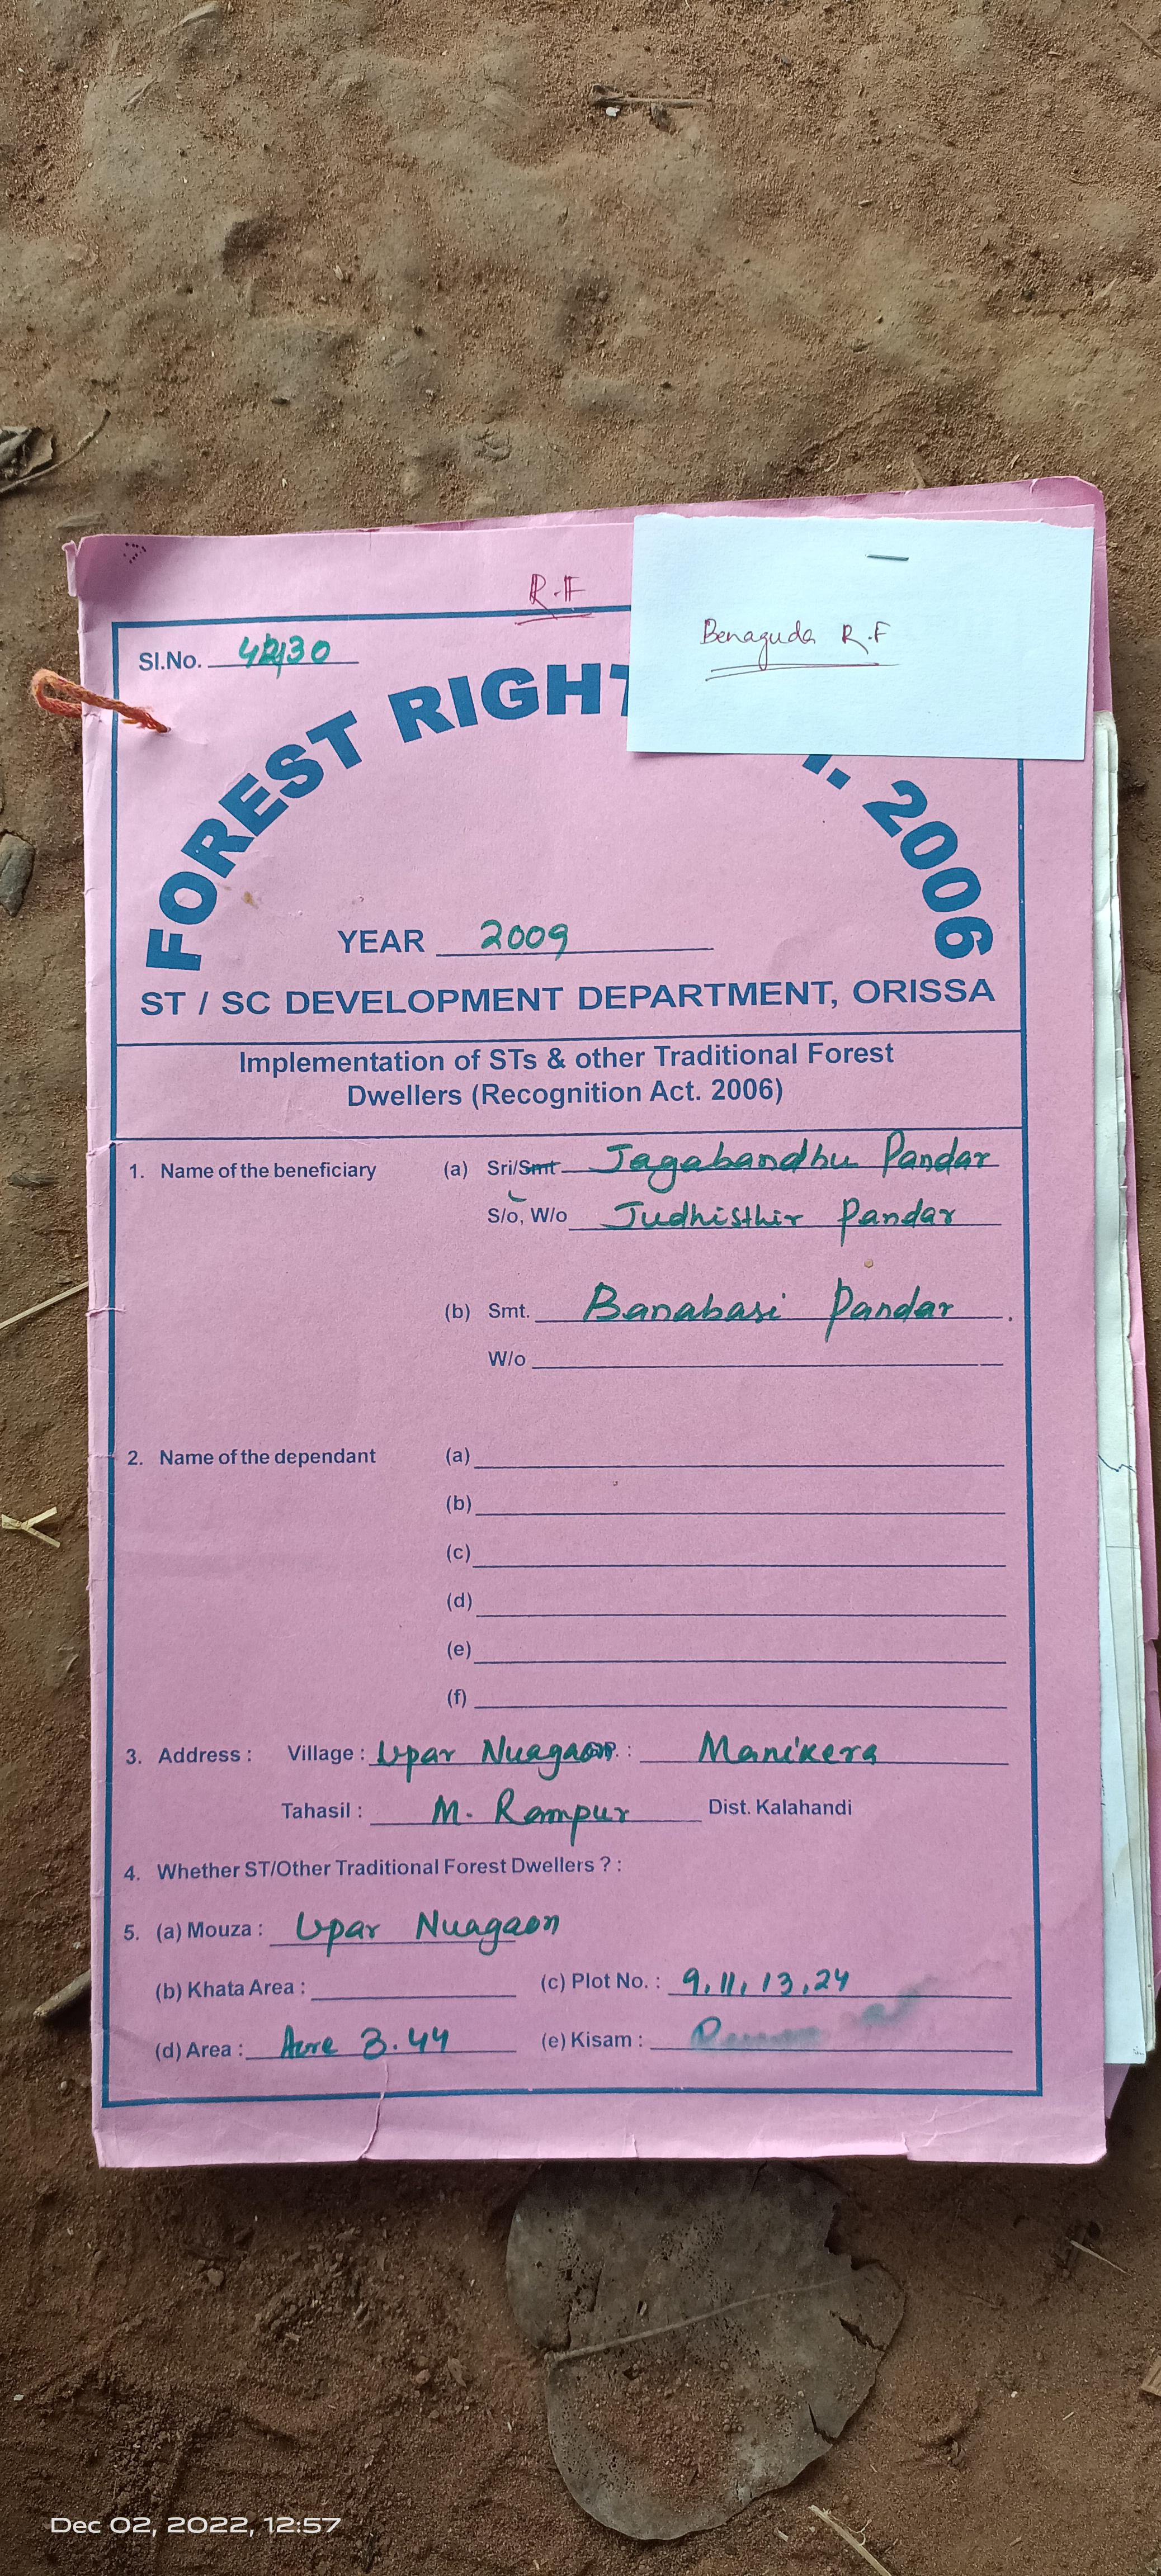 R.F
Benaguda R.F
Sl.No.
FOREST RIGHT 2006
YEAR 2009
ST / SC DEVELOPMENT DEPARTMENT, ORISSA
Implementation of STs & other Traditional Forest
Dwellers (Recognition Act. 2006)
1. Name of the beneficiary (a) Sri/Smt Jagabandhu Pandar
S/o, W/o Judhisthir Pandar
(b) Smt. Banabasi Pandar.
W/o
2. Name of the dependant (a)
(b)
(c)
(d)
(e)
(f)
3. Address : Village : Upar Nuagaon : Manikera
Tahasil : M. Rampur Dist. Kalahandi
4. Whether ST/Other Traditional Forest Dwellers ? :
5. (a) Mouza : Upar Nuagaon
(b) Khata Area : (c) Plot No. : 9, 11, 13, 24
(d) Area : Acre 3.44 (e) Kisam :
Dec 02, 2022, 12:57